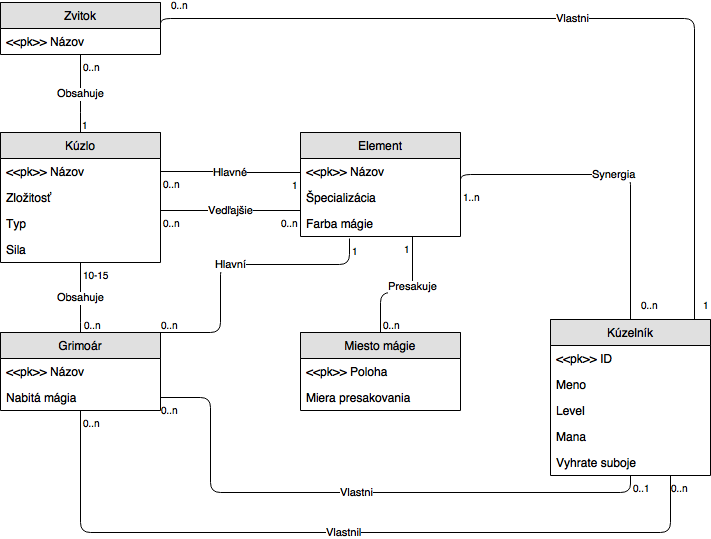 Zvitok
<<pk>> Názov
0..n
Vlastní
0..n
Obsahuje
1
Kúzlo
<<pk>> Názov
Zložitosť
Typ
Sila
Hlavné
0..n
1
Vedľajšie
0..n
0..n
Element
<<pk>> Názov
Špecializácia
Farba mágie
Synergia
1..n
0..n
1
10-15
Obsahuje
0..n
Hlavní
1
0..n
1
Presakuje
0..n
Grimoár
<<pk>> Názov
Nabitá mágia
Miesto mágie
<<pk>> Poloha
Miera presakovania
Kúzelník
<<pk>> ID
Meno
Level
Mana
Vyhrate suboje
0..n
0..n
Vlastni
0..1
0..n
Vlastnil